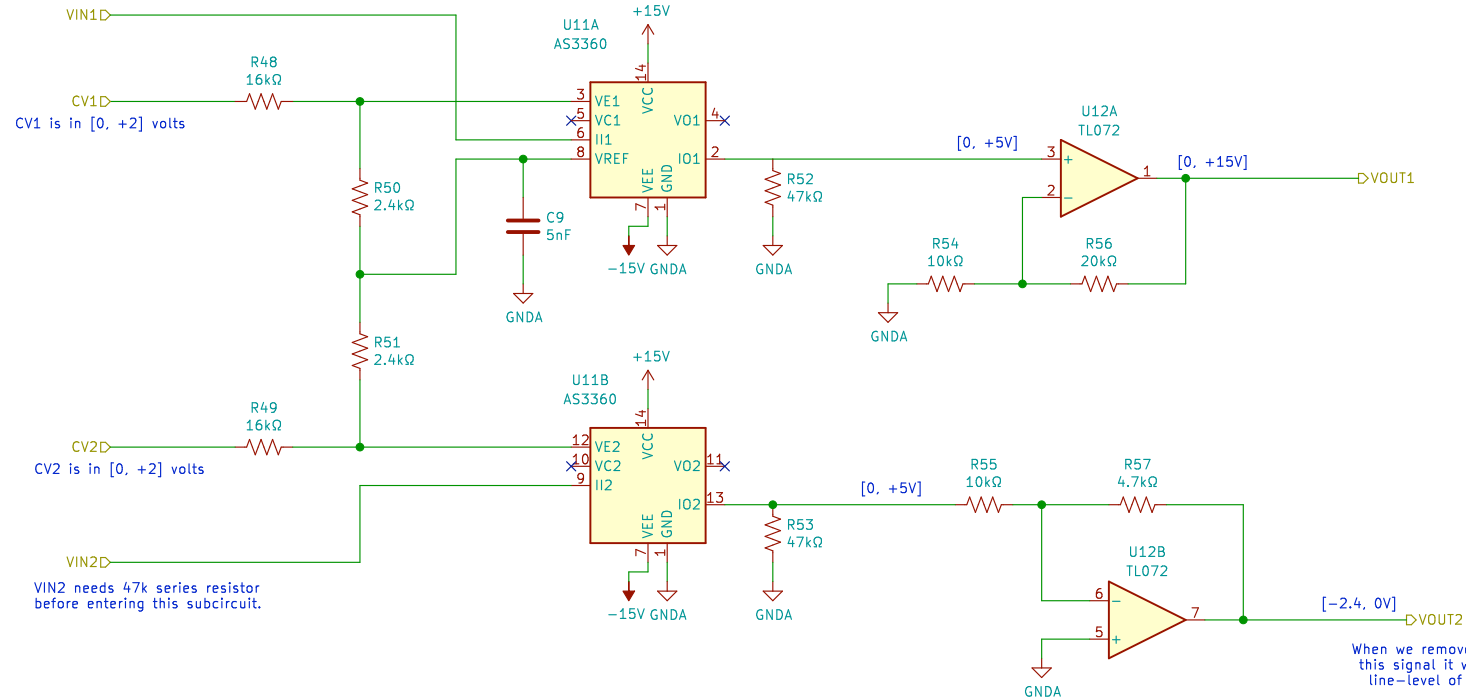 VIN1
R48
16kΩ
CV1
CV1 is in [0, +2] volts
R50
2.4kΩ
R51
2.4kΩ
C9
5nF
GNDA
U11A
AS3360
+15V
14
VCC
3 VE1
5 VC1
6 II1
8 VREF
VO1 4
IO1 2
VEE
GND
7
1
-15V GNDA
R52
47kΩ
GNDA
[0, +5V]
U12A
TL072
3 +
2 -
1
[0, +15V]
VOUT1
R54
10kΩ
R56
20kΩ
GNDA
R49
16kΩ
CV2
CV2 is in [0, +2] volts
VIN2
VIN2 needs 47k series resistor
before entering this subcircuit.
+15V
U11B
AS3360
14
VCC
12 VE2
10 VC2
9 II2
VO2 11
IO2 13
VEE
GND
7
1
-15V GNDA
R53
47kΩ
GNDA
[0, +5V]
R55
10kΩ
R57
4.7kΩ
U12B
TL072
6 -
5 +
7
GNDA
[-2.4, 0V]
VOUT2
When we remov
this signal it
line-level of